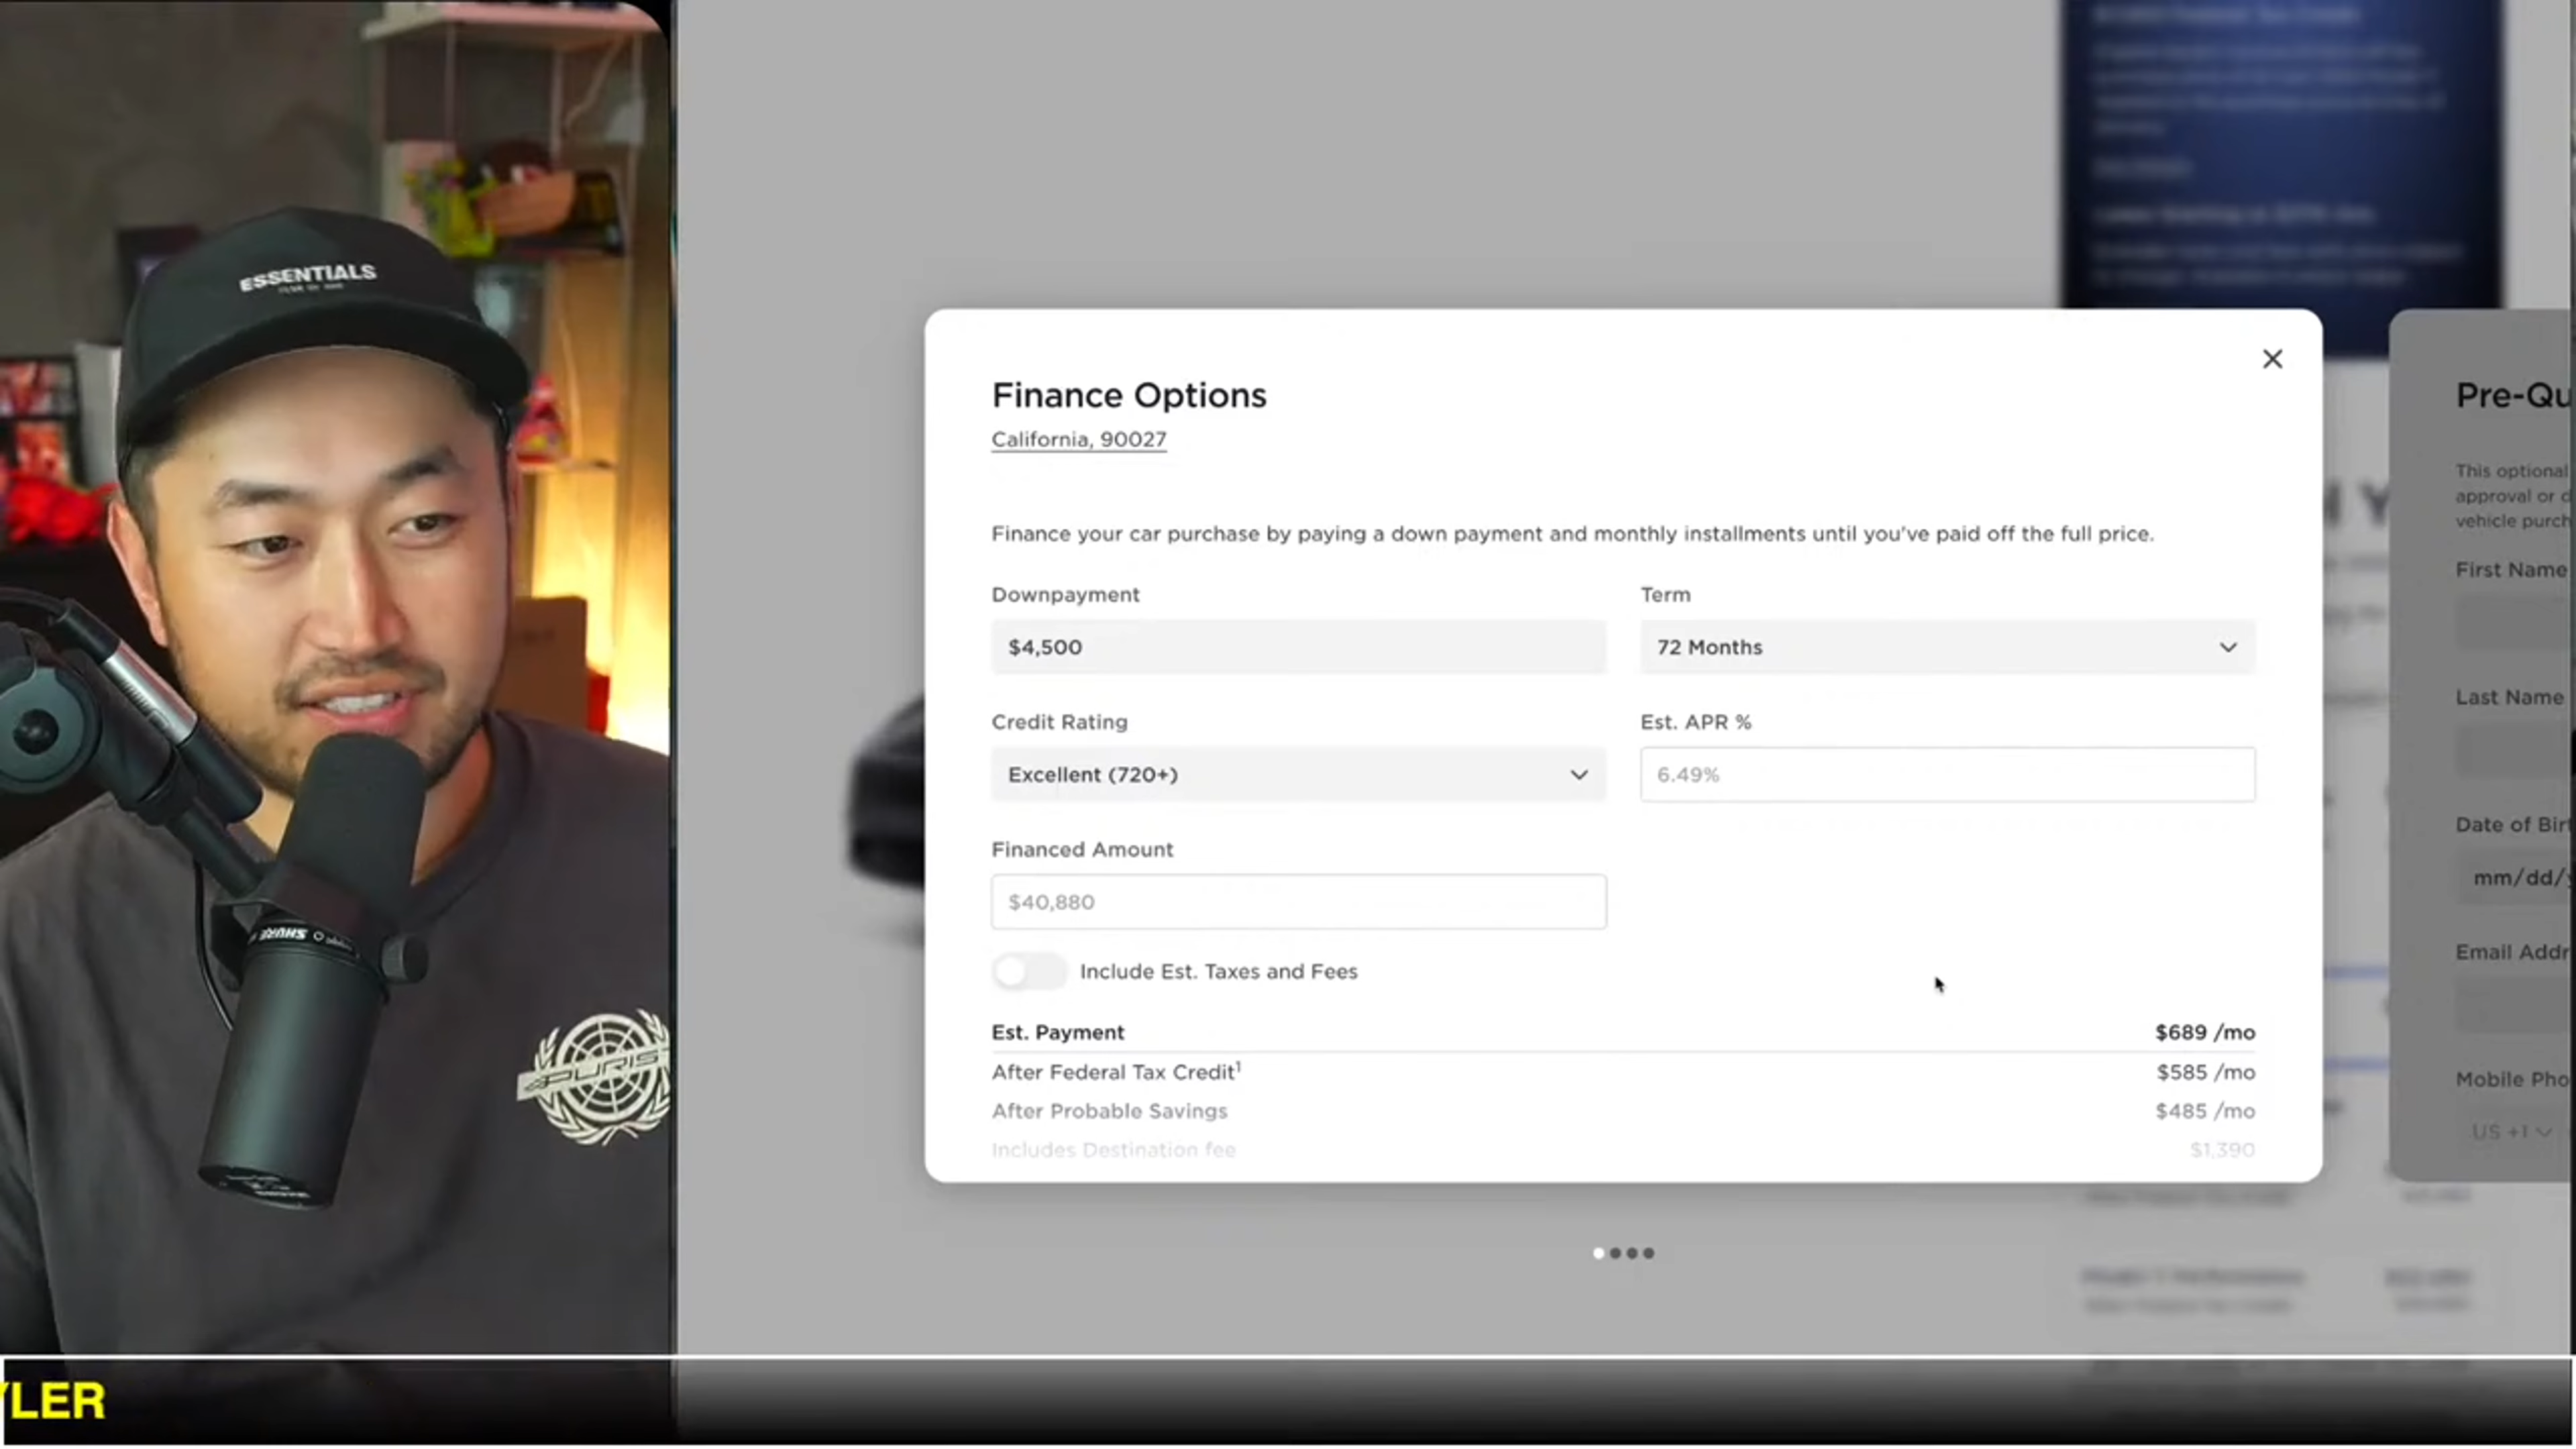 ESSENTIALS
SHURE
PURIS
Finance Options
California, 90027
Finance your car purchase by paying a down payment and monthly installments until you've paid off the full price.
Downpayment
Term
$4,500
72 Months
Credit Rating
Est. APR %
Excellent (720+)
6.49%
Financed Amount
$40,880
Include Est. Taxes and Fees
Est. Payment
$689 /mo
After Federal Tax Credit¹
$585 /mo
After Probable Savings
$485 /mo
Includes Destination fee
$1,390
Pre-Qu
This optional
approval or d
vehicle purch
First Name
Last Name
Date of Birt
mm/dd/y
Email Addr
Mobile Pho
US +1
YLER